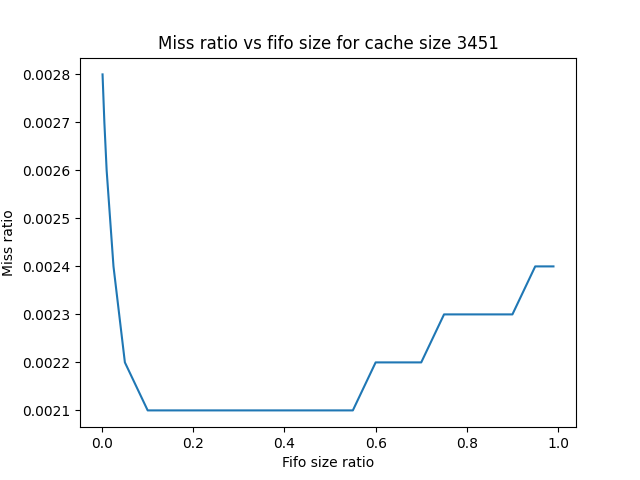 Miss ratio vs fifo size for cache size 3451
0.0028
0.0027
0.0026
0.0025
0.0024
0.0023
0.0022
0.0021
Miss ratio
0.0 0.2 0.4 0.6 0.8 1.0
Fifo size ratio